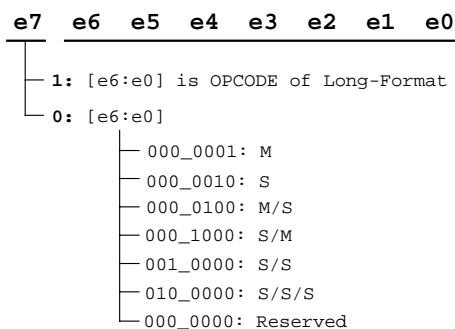 e7 e6 e5 e4 e3 e2 e1 e0
1: [e6:e0] is OPCODE of Long-Format
0: [e6:e0]
000_0001: M
000_0010: S
000_0100: M/S
000_1000: S/M
001_0000: S/S
010_0000: S/S/S
000_0000: Reserved